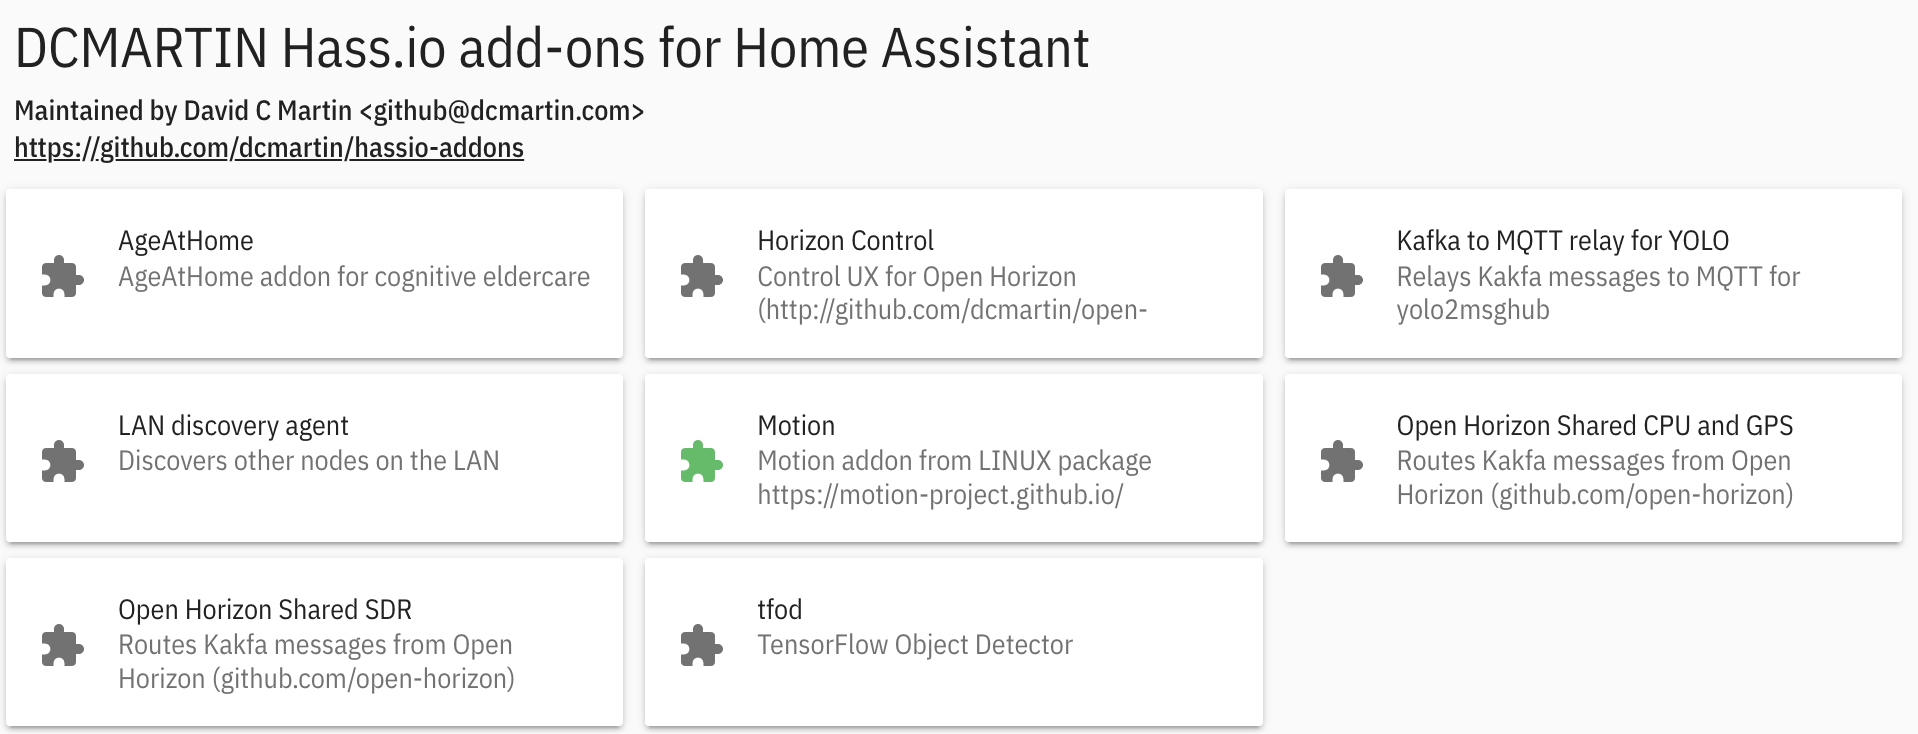 DCMARTIN Hass.io add-ons for Home Assistant
Maintained by David C Martin <github@dcmartin.com>
https://github.com/dcmartin/hassio-addons
AgeAtHome
AgeAtHome addon for cognitive eldercare
Horizon Control
Control UX for Open Horizon
(http://github.com/dcmartin/open-
Kafka to MQTT relay for YOLO
Relays Kakfa messages to MQTT for
yolo2msghub
LAN discovery agent
Discovers other nodes on the LAN
Motion
Motion addon from LINUX package
https://motion-project.github.io/
Open Horizon Shared CPU and GPS
Routes Kakfa messages from Open
Horizon (github.com/open-horizon)
Open Horizon Shared SDR
Routes Kakfa messages from Open
Horizon (github.com/open-horizon)
tfod
TensorFlow Object Detector